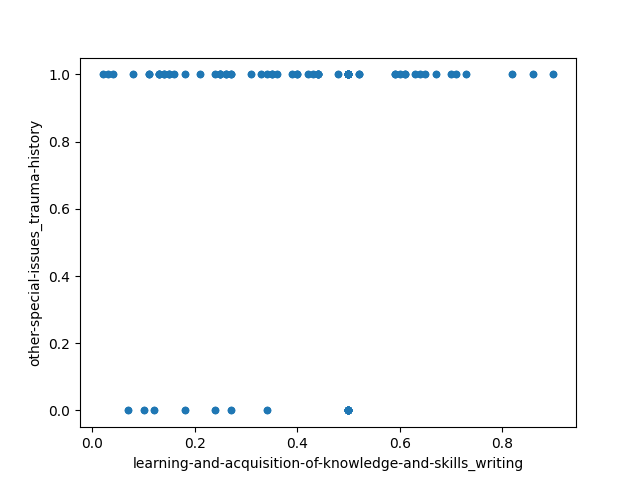 1.0
0.8
0.6
0.4
0.2
0.0
other-special-issues_trauma-history
0.0 0.2 0.4 0.6 0.8
learning-and-acquisition-of-knowledge-and-skills_writing